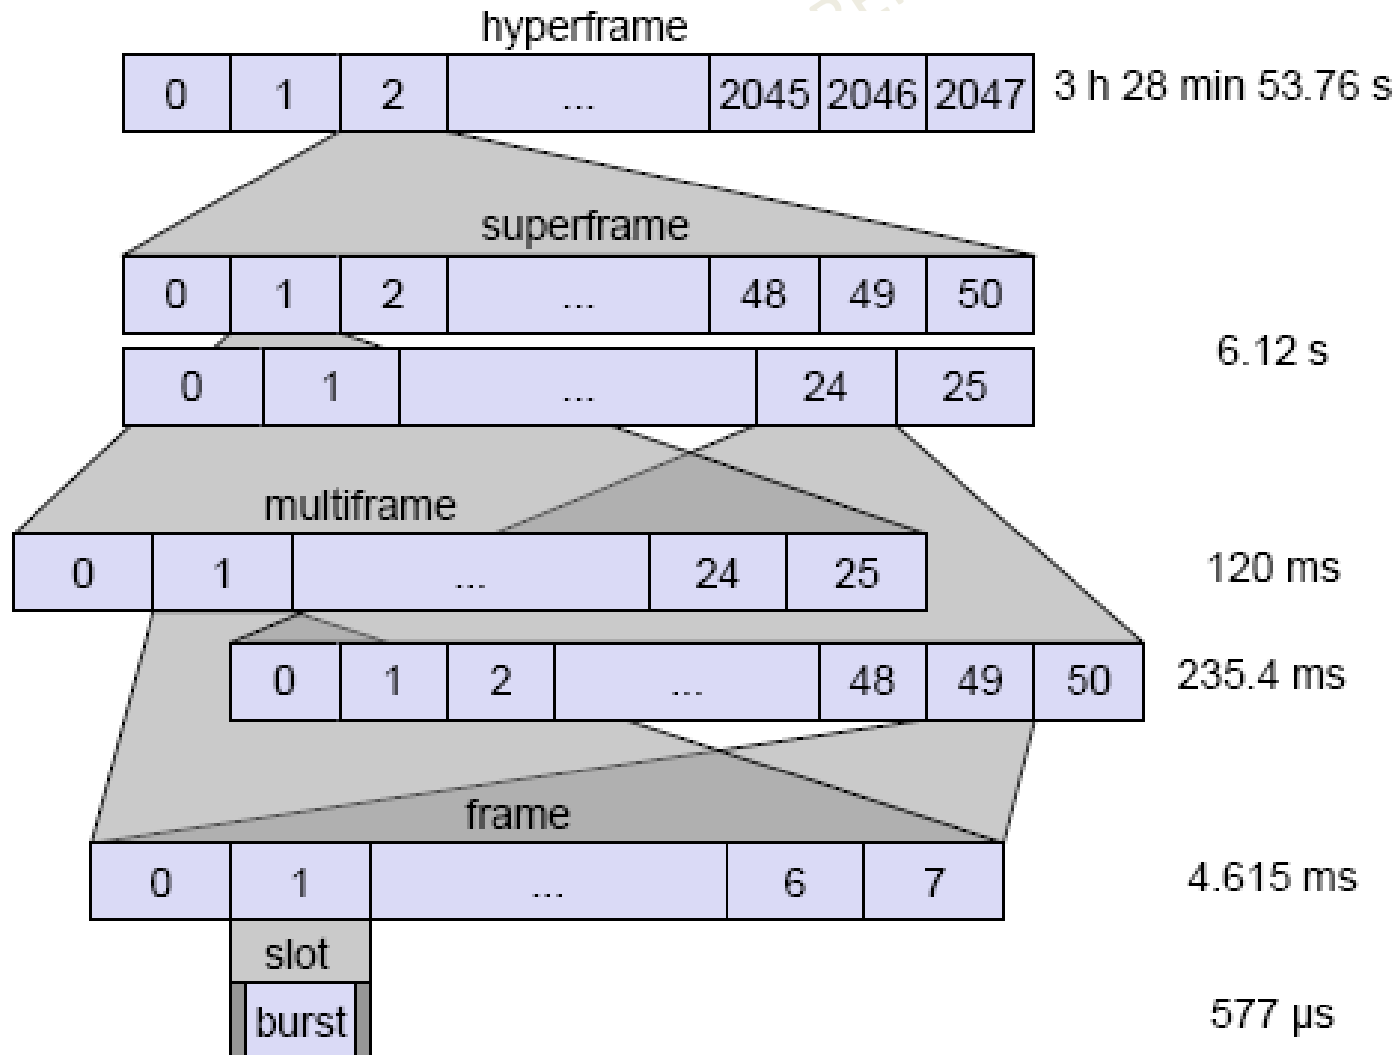 hyperframe
0 1 2 ... 2045 2046 2047 3 h 28 min 53.76 s
superframe
0 1 2 ... 48 49 50
6.12 s
0 1 ... 24 25
multiframe
0 1 ... 24 25 120 ms
0 1 2 ... 48 49 50 235.4 ms
frame
0 1 ... 6 7 4.615 ms
slot
burst 577 µs